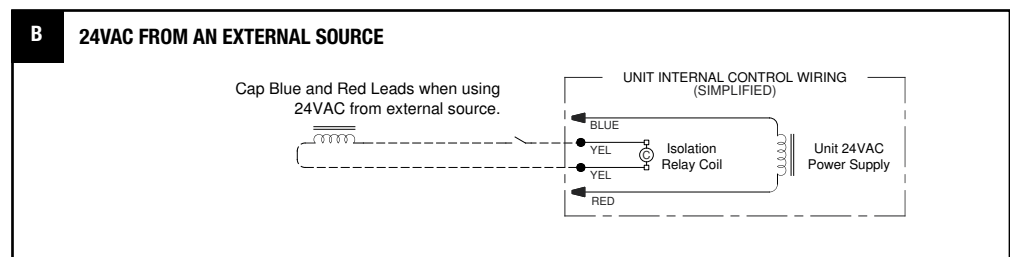 B
24VAC FROM AN EXTERNAL SOURCE
Cap Blue and Red Leads when using
24VAC from external source.
UNIT INTERNAL CONTROL WIRING
(SIMPLIFIED)
BLUE
YEL
C
Isolation
Relay Coil
Unit 24VAC
Power Supply
YEL
RED